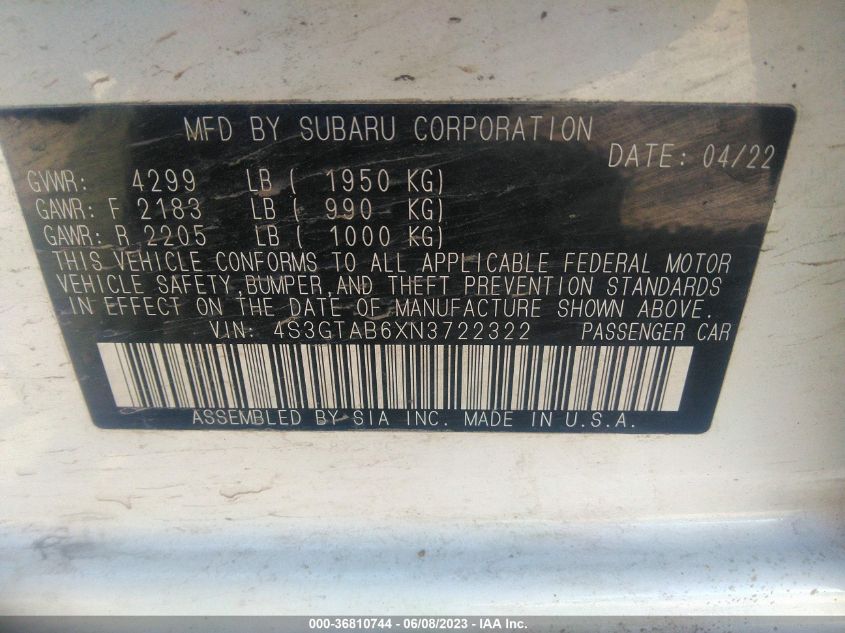 MFD BY SUBARU CORPORATION
DATE: 04/22
GVWR: 4299 LB ( 1950 KG)
GAWR: F 2183 LB ( 990 KG)
GAWR: R 2205 LB ( 1000 KG)
THIS VEHICLE CONFORMS TO ALL APPLICABLE FEDERAL MOTOR
VEHICLE SAFETY, BUMPER, AND THEFT PREVENTION STANDARDS
IN EFFECT ON THE DATE OF MANUFACTURE SHOWN ABOVE.
VIN: 4S3GTAB6XN3722322 PASSENGER CAR
ASSEMBLED BY SIA INC. MADE IN U.S.A.
000-36810744 - 06/08/2023 - IAA Inc.